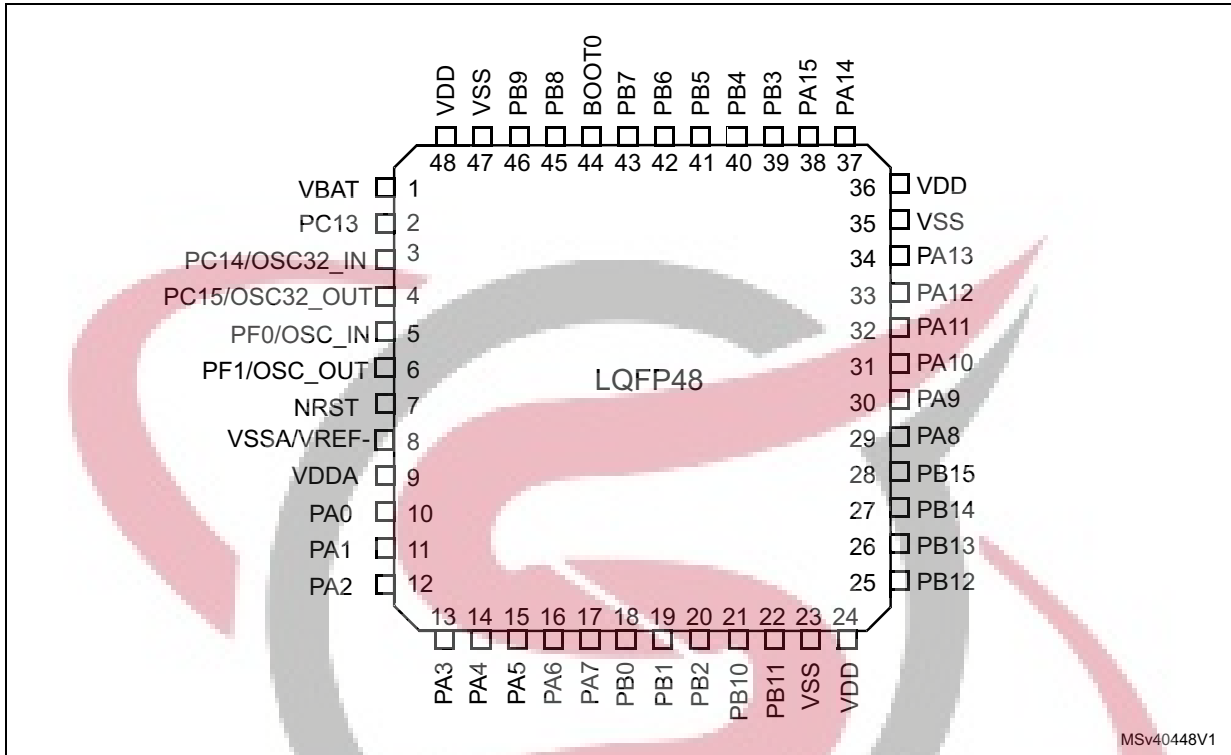 VDD
VSS
PB9
PB8
BOOT0
PB7
PB6
PB5
PB4
PB3
PA15
PA14
48 47 46 45 44 43 42 41 40 39 38 37
VBAT 1
PC13 2
PC14/OSC32_IN 3
PC15/OSC32_OUT 4
PF0/OSC_IN 5
PF1/OSC_OUT 6
NRST 7
VSSA/VREF- 8
VDDA 9
PA0 10
PA1 11
PA2 12
LQFP48
36 VDD
35 VSS
34 PA13
33 PA12
32 PA11
31 PA10
30 PA9
29 PA8
28 PB15
27 PB14
26 PB13
25 PB12
13 14 15 16 17 18 19 20 21 22 23 24
PA3
PA4
PA5
PA6
PA7
PB0
PB1
PB2
PB10
PB11
VSS
VDD
MSv40448V1